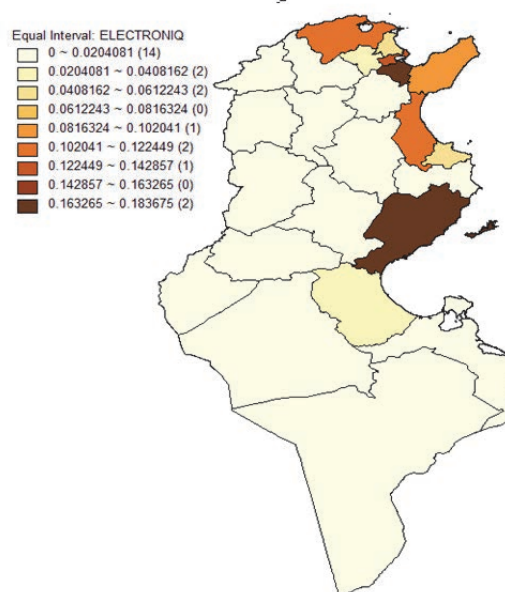 Equal Interval: ELECTRONIQ
0 ~ 0.0204081 (14)
0.0204081 ~ 0.0408162 (2)
0.0408162 ~ 0.0612243 (2)
0.0612243 ~ 0.0816324 (0)
0.0816324 ~ 0.102041 (1)
0.102041 ~ 0.122449 (2)
0.122449 ~ 0.142857 (1)
0.142857 ~ 0.163265 (0)
0.163265 ~ 0.183675 (2)